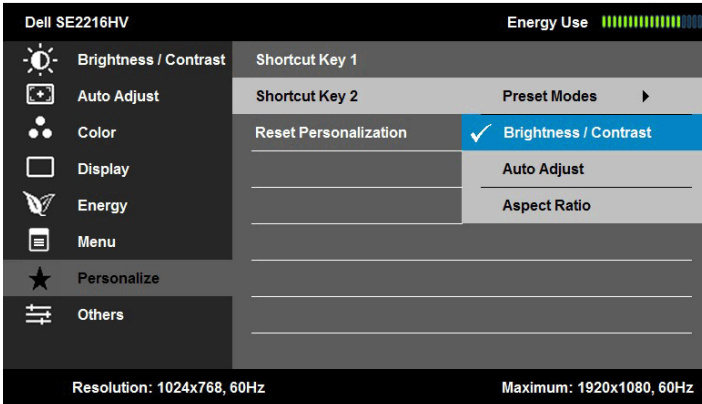 Dell SE2216HV Energy Use
Brightness / Contrast Shortcut Key 1
Auto Adjust Shortcut Key 2 Preset Modes
Color Reset Personalization Brightness / Contrast
Display Auto Adjust
Energy Aspect Ratio
Menu
Personalize
Others
Resolution: 1024x768, 60Hz Maximum: 1920x1080, 60Hz